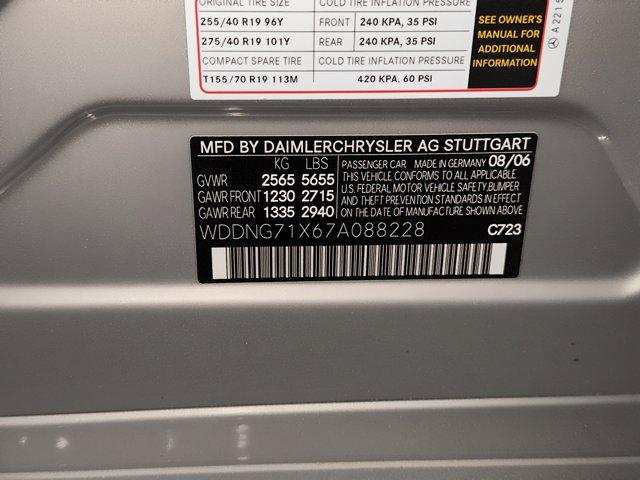 ORIGINAL TIRE SIZE COLD TIRE INFLATION PRESSURE
255/40 R19 96Y FRONT 240 KPA, 35 PSI
275/40 R19 101Y REAR 240 KPA, 35 PSI
COMPACT SPARE TIRE COLD TIRE INFLATION PRESSURE
T155/70 R19 113M 420 KPA, 60 PSI
SEE OWNER'S
MANUAL FOR
ADDITIONAL
INFORMATION
A 2215
MFD BY DAIMLERCHRYSLER AG STUTTGART
KG LBS
GVWR 2565 5655
GAWR FRONT 1230 2715
GAWR REAR 1335 2940
PASSENGER CAR MADE IN GERMANY 08/06
THIS VEHICLE CONFORMS TO ALL APPLICABLE
U.S. FEDERAL MOTOR VEHICLE SAFETY, BUMPER
AND THEFT PREVENTION STANDARDS IN EFFECT
ON THE DATE OF MANUFACTURE SHOWN ABOVE.
WDDNG71X67A088228 C723